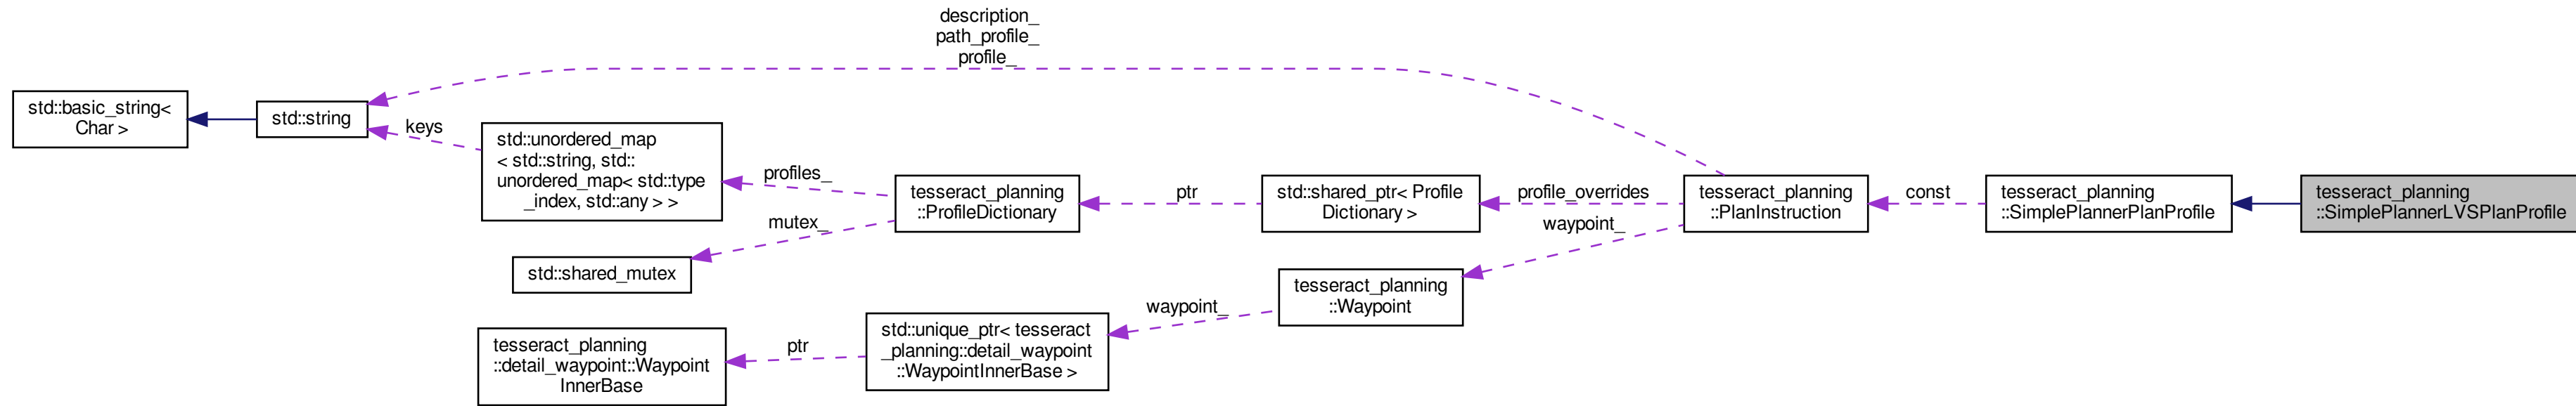 description_
path_profile_
profile_
std::basic_string<
Char >
std::string
keys
std::unordered_map
< std::string, std::
unordered_map< std::type
_index, std::any > >
profiles_
mutex_
std::shared_mutex
tesseract_planning
::ProfileDictionary
ptr
std::shared_ptr< Profile
Dictionary >
profile_overrides
waypoint_
tesseract_planning
::PlanInstruction
const
tesseract_planning
::SimplePlannerPlanProfile
tesseract_planning
::SimplePlannerLVSPlanProfile
tesseract_planning
::Waypoint
waypoint_
std::unique_ptr< tesseract
_planning::detail_waypoint
::WaypointInnerBase >
ptr
tesseract_planning
::detail_waypoint::Waypoint
InnerBase